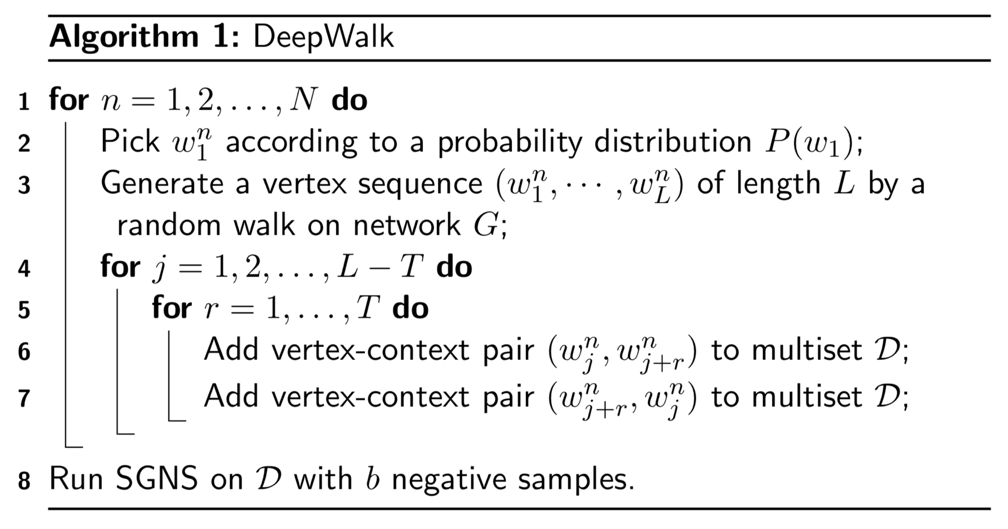 Algorithm 1: DeepWalk
1 for n = 1, 2, . . . , N do
2 Pick w_1^n according to a probability distribution P(w_1);
3 Generate a vertex sequence (w_1^n, · · · , w_L^n) of length L by a
random walk on network G;
4 for j = 1, 2, . . . , L − T do
5 for r = 1, . . . , T do
6 Add vertex-context pair (w_j^n, w_{j+r}^n) to multiset 𝒟;
7 Add vertex-context pair (w_{j+r}^n, w_j^n) to multiset 𝒟;
8 Run SGNS on 𝒟 with b negative samples.